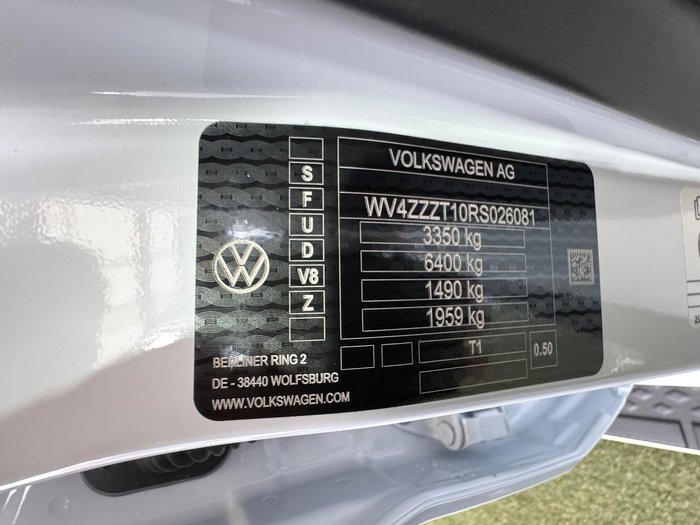 VOLKSWAGEN AG
S
F
U
D
V8
Z
WV4ZZZT10RS026081
3350 kg
6400 kg
1490 kg
1959 kg
T1
0.50
BERLINER RING 2
DE - 38440 WOLFSBURG
WWW.VOLKSWAGEN.COM